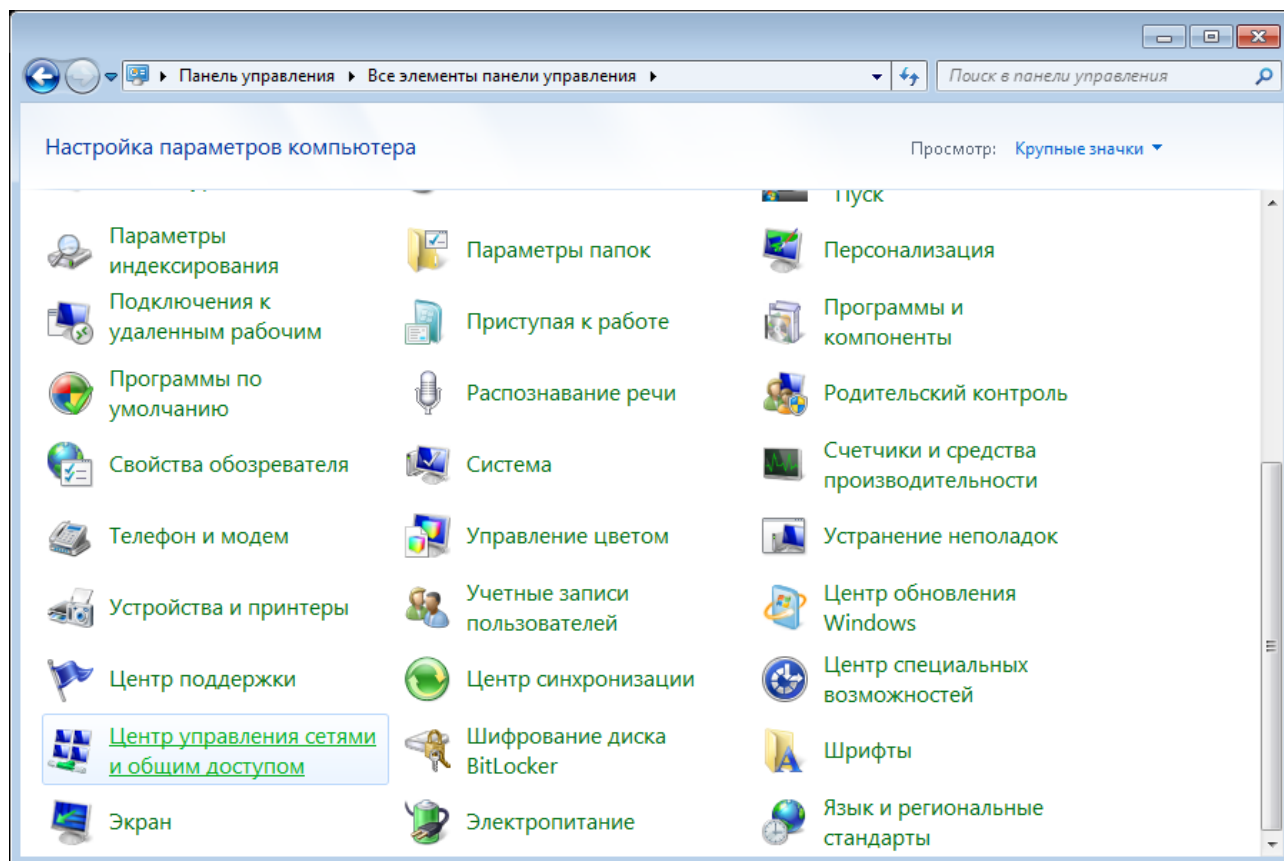 Панель управления
Все элементы панели управления
Поиск в панели управления
Настройка параметров компьютера
Просмотр: Крупные значки
Пуск
Параметры
индексирования
Параметры папок
Персонализация
Подключения к
удаленным рабочим
Приступая к работе
Программы и
компоненты
Программы по
умолчанию
Распознавание речи
Родительский контроль
Свойства обозревателя
Система
Счетчики и средства
производительности
Телефон и модем
Управление цветом
Устранение неполадок
Устройства и принтеры
Учетные записи
пользователей
Центр обновления
Windows
Центр поддержки
Центр синхронизации
Центр специальных
возможностей
Центр управления сетями
и общим доступом
Шифрование диска
BitLocker
Шрифты
Экран
Электропитание
Язык и региональные
стандарты